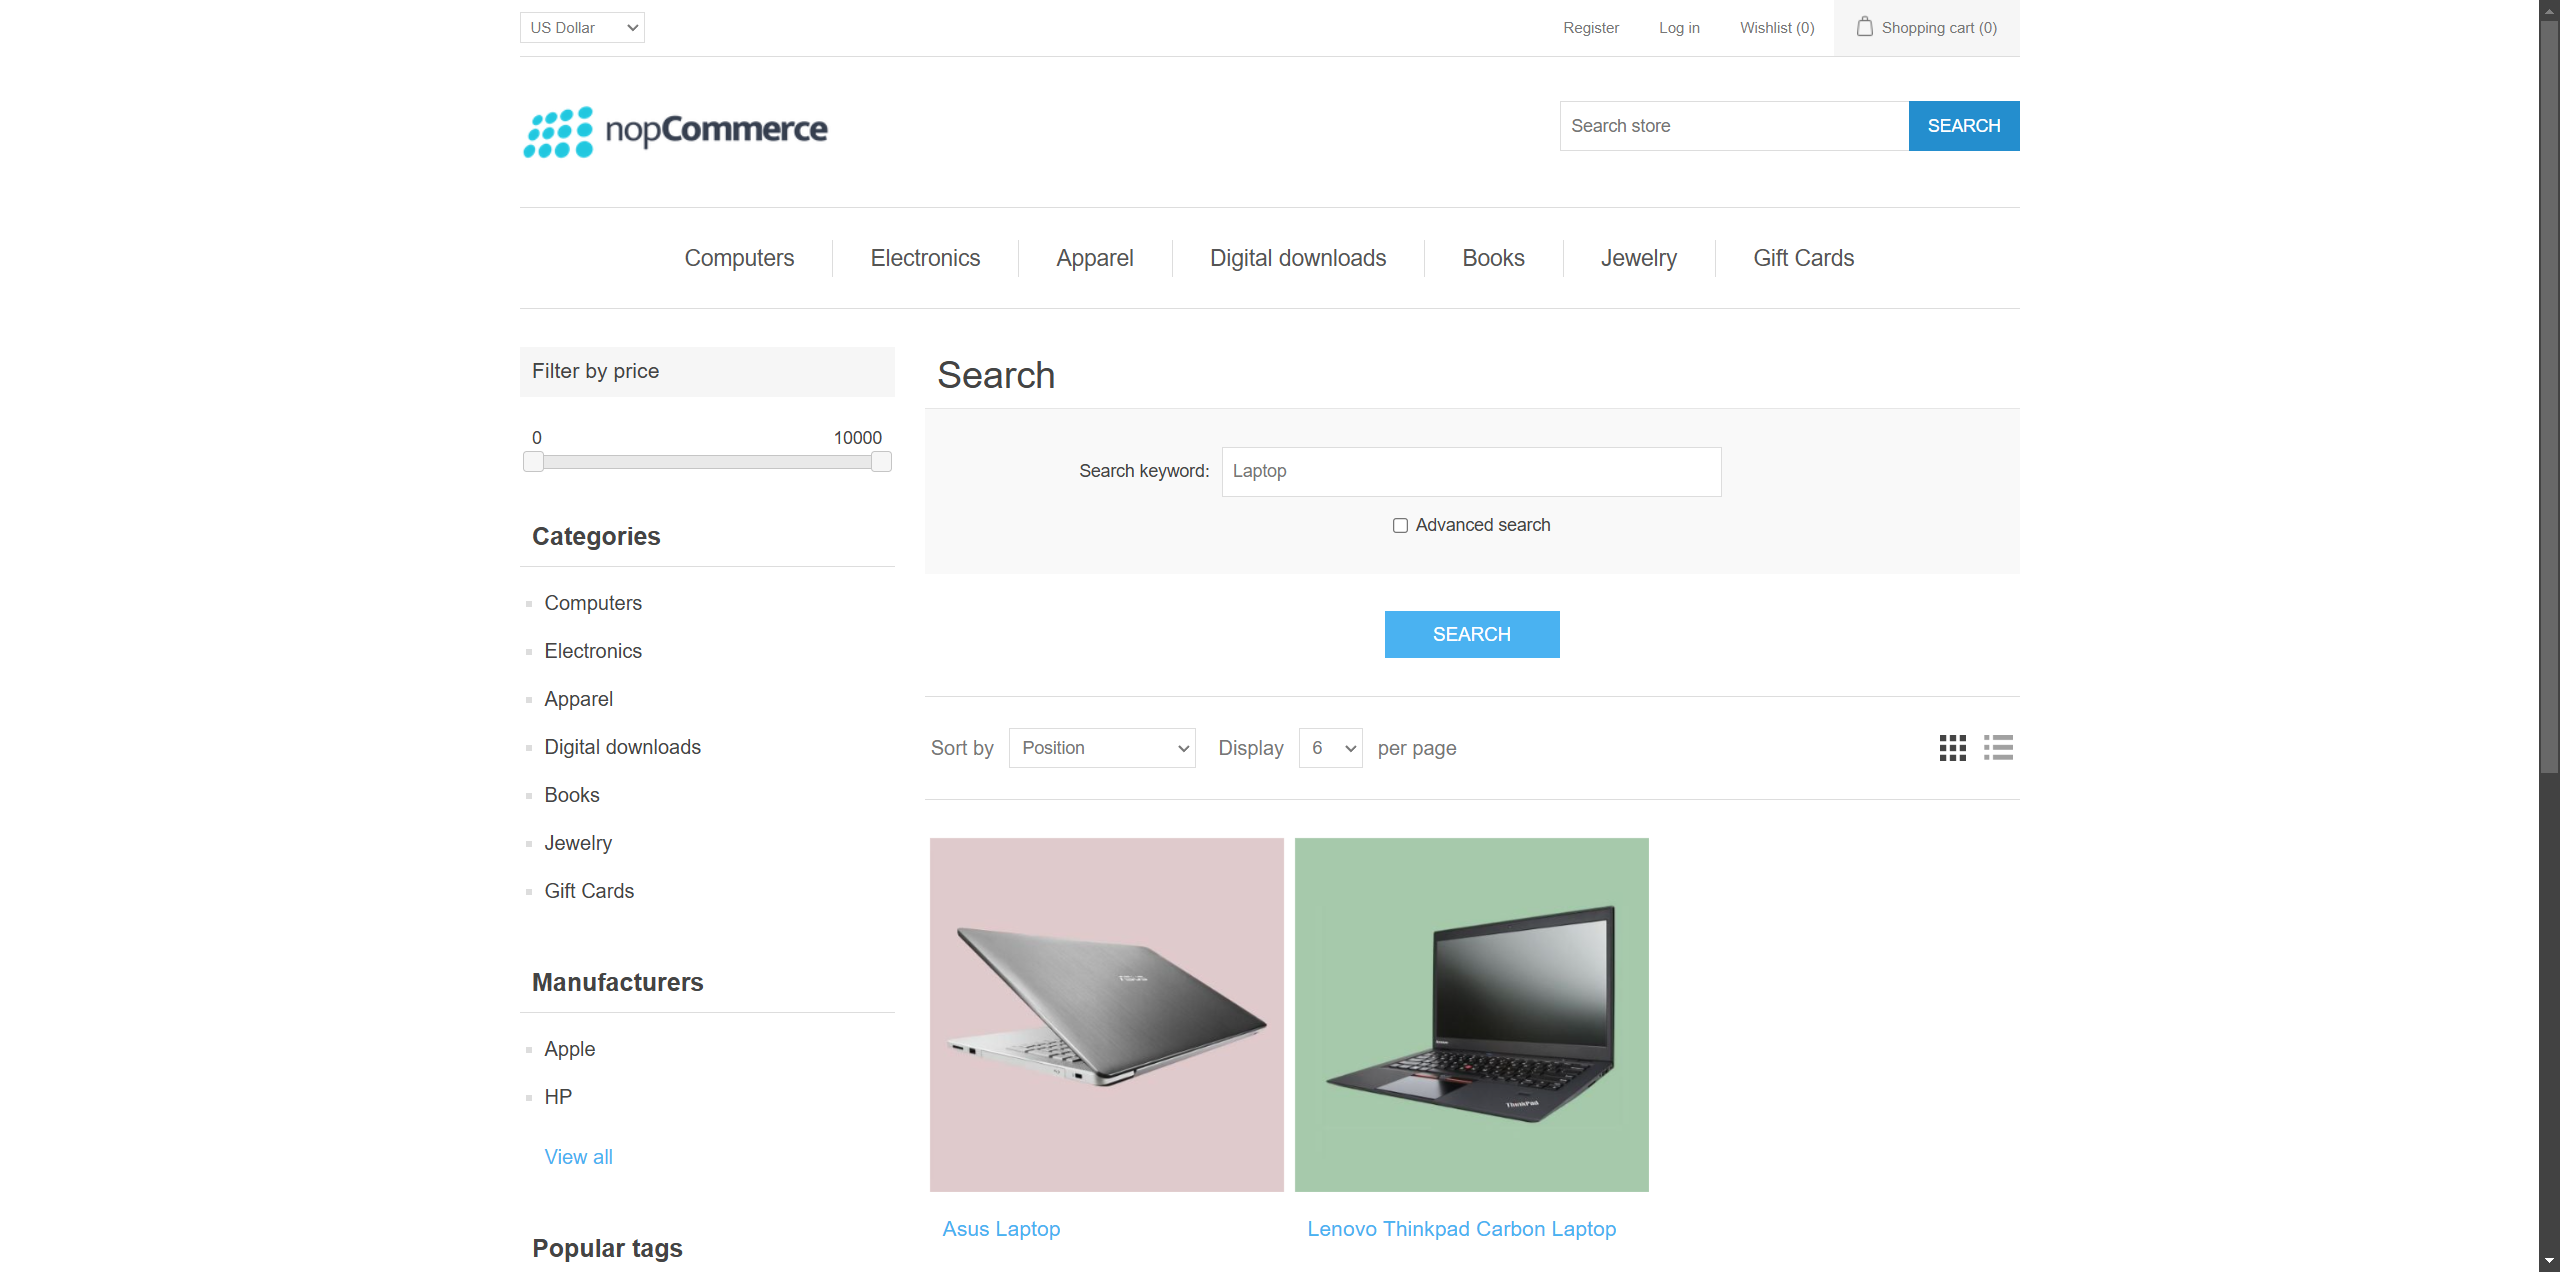 US Dollar
Register
Log in
Wishlist (0)
Shopping cart (0)
nopCommerce
Search store
SEARCH
Computers
Electronics
Apparel
Digital downloads
Books
Jewelry
Gift Cards
Filter by price
0
10000
Categories
Computers
Electronics
Apparel
Digital downloads
Books
Jewelry
Gift Cards
Manufacturers
Apple
HP
View all
Popular tags
Search
Search keyword:
Laptop
Advanced search
SEARCH
Sort by
Position
Display
6
per page
ASUS
ThinkPad
Asus Laptop
Lenovo Thinkpad Carbon Laptop